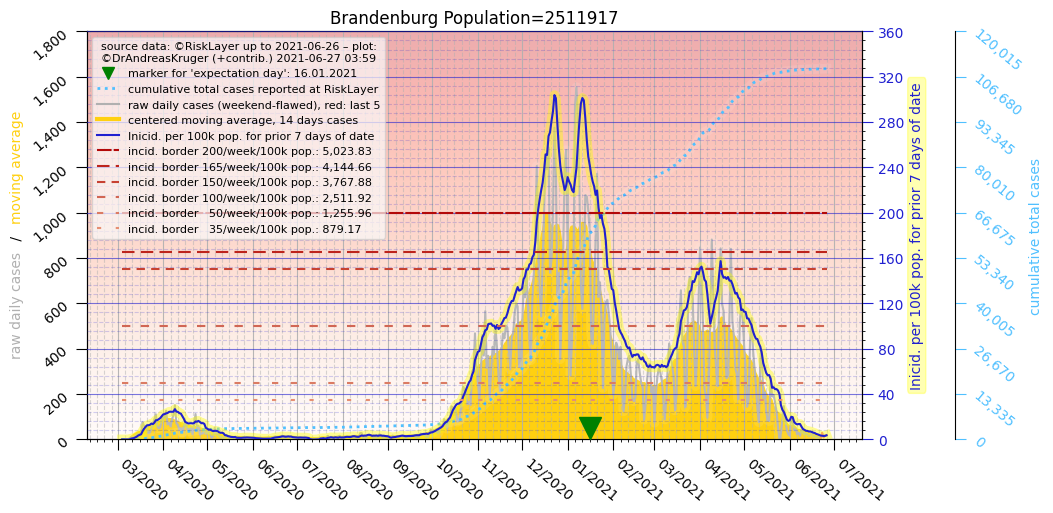 Brandenburg Population=2511917
source data: ©RiskLayer up to 2021-06-26 – plot:
©DrAndreasKruger (+contrib.) 2021-06-27 03:59
marker for 'expectation day': 16.01.2021
cumulative total cases reported at RiskLayer
raw daily cases (weekend-flawed), red: last 5
centered moving average, 14 days cases
Inicid. per 100k pop. for prior 7 days of date
incid. border 200/week/100k pop.: 5,023.83
incid. border 165/week/100k pop.: 4,144.66
incid. border 150/week/100k pop.: 3,767.88
incid. border 100/week/100k pop.: 2,511.92
incid. border   50/week/100k pop.: 1,255.96
incid. border   35/week/100k pop.: 879.17
raw daily cases / moving average
1,800
1,600
1,400
1,200
1,000
800
600
400
200
0
360
320
280
240
200
160
120
80
40
0
Inicid. per 100k pop. for prior 7 days of date
120,015
106,680
93,345
80,010
66,675
53,340
40,005
26,670
13,335
0
cumulative total cases
03/2020
04/2020
05/2020
06/2020
07/2020
08/2020
09/2020
10/2020
11/2020
12/2020
01/2021
02/2021
03/2021
04/2021
05/2021
06/2021
07/2021